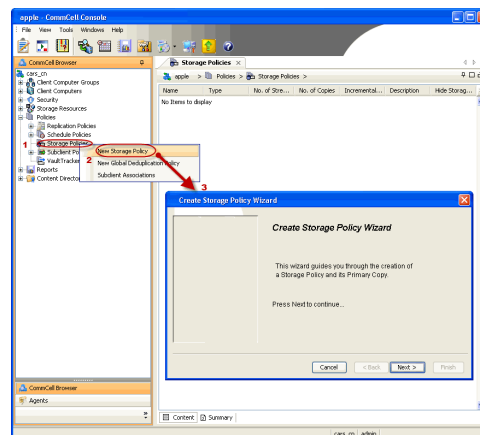 apple - CommCell Console
File View Tools Windows Help
CommCell Browser
cars_cn
Client Computer Groups
Client Computers
Security
Storage Resources
Policies
Replication Policies
Schedule Policies
1 Storage Policies
Subclient Po
VaultTracker
Reports
Content Director
New Storage Policy
2 New Global Deduplication Policy
Subclient Associations
3
Storage Policies
apple > Policies > Storage Policies >
Name Type No. of Stre... No. of Copies Incremental... Description Hide Storag...
No Items to display
Create Storage Policy Wizard
Create Storage Policy Wizard
This wizard guides you through the creation of
a Storage Policy and its Primary Copy.
Press Next to continue...
Cancel < Back Next > Finish
CommCell Browser
Agents
Content Summary
cars_cn admin